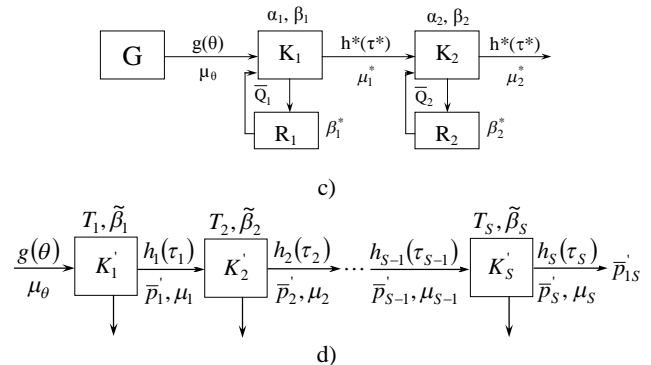 α₁, β₁ α₂, β₂
G g(θ) K₁ h*(τ*) K₂ h*(τ*)
μ_θ μ₁* μ₂*
Q̅₁ Q̅₂
R₁ β₁* R₂ β₂*
c)
T₁, β̃₁ T₂, β̃₂ T_S, β̃_S
g(θ) K₁' h₁(τ₁) K₂' h₂(τ₂) ⋯ h_{S−1}(τ_{S−1}) K_S' h_S(τ_S) p̅'_{1S}
μ_θ p̅₁', μ₁ p̅₂', μ₂ p̅'_{S−1}, μ_{S−1} p̅'_S, μ_S
d)